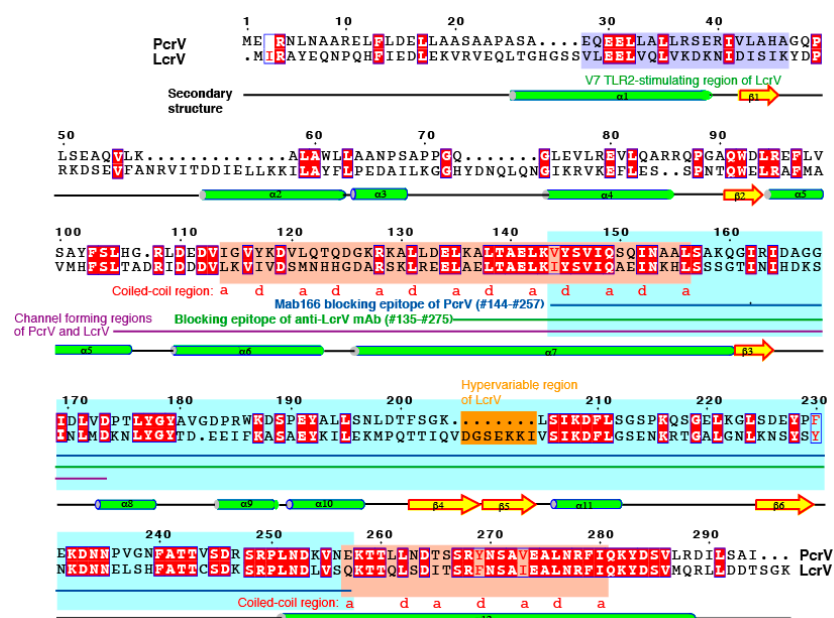 1 10 20 30 40
PcrV MERNLNAARELFLDELLAASAAPASA....EQEELLALLRSERIVLAHAGQP
LcrV .MIRAYEQNPQHFIEDLEKVRVEQLTGHGSSVLEELVQLVKDKNIDISIKYDP
V7 TLR2-stimulating region of LcrV
Secondary
structure
α1 β1
50 60 70 80 90
LSEAQVLK.............ALAWLLAANPSAPPGQ.......GLEVLREVLQARRQPGAQWDLREFLV
RKDSEVFANRVITDDIELLKKILAYFLPEDAILKGGHYDNQLQNGIKRVKEFLES..SPNTQWELRAFMA
α2 α3 α4 β2 α5
100 110 120 130 140 150 160
SAYFSLHG.RLDEDVIGVYKDVLQTQDGKRKALLDELKALTAELKVYSVIQSQINAALSAKQGIRIDAGG
VMHFSLTADRIDDDVLKVIVDSMNHHGDARSKLREELAELTAELKIYSVIQAEINKHLSSSGTINIHDKS
Coiled-coil region: a d a d a d a d a d a
Mab166 blocking epitope of PcrV (#144-#257)
Channel forming regions
of PcrV and LcrV
Blocking epitope of anti-LcrV mAb (#135-#275)
α5 α6 α7 β3
Hypervariable region
of LcrV
170 180 190 200 210 220 230
IDLVDPTLYGYAVGDPRWKDSPEYALLSNLDTFSGK........LSIKDFLSGSPKQSGELKGLSDEYPF
INLMDKNLYGYTD.EEIFKASAEYKILEKMPQTTIQVDGSEKKIVSIKDFLGSENKRTGALGNLKNSYSY
α8 α9 α10 β4 β5 α11 β6
240 250 260 270 280 290
EKDNNPVGNFATTVSDRSRPLNDKVNEKTTLLNDTSSRYNSAVEALNRFIQKYDSVLRDILSAI... PcrV
NKDNNELSHFATTCSDKSRPLNDLVSQKTTQLSDITSRFNSAIEALNRFIQKYDSVMQRLLDDTSGK LcrV
Coiled-coil region: a d a d a d a